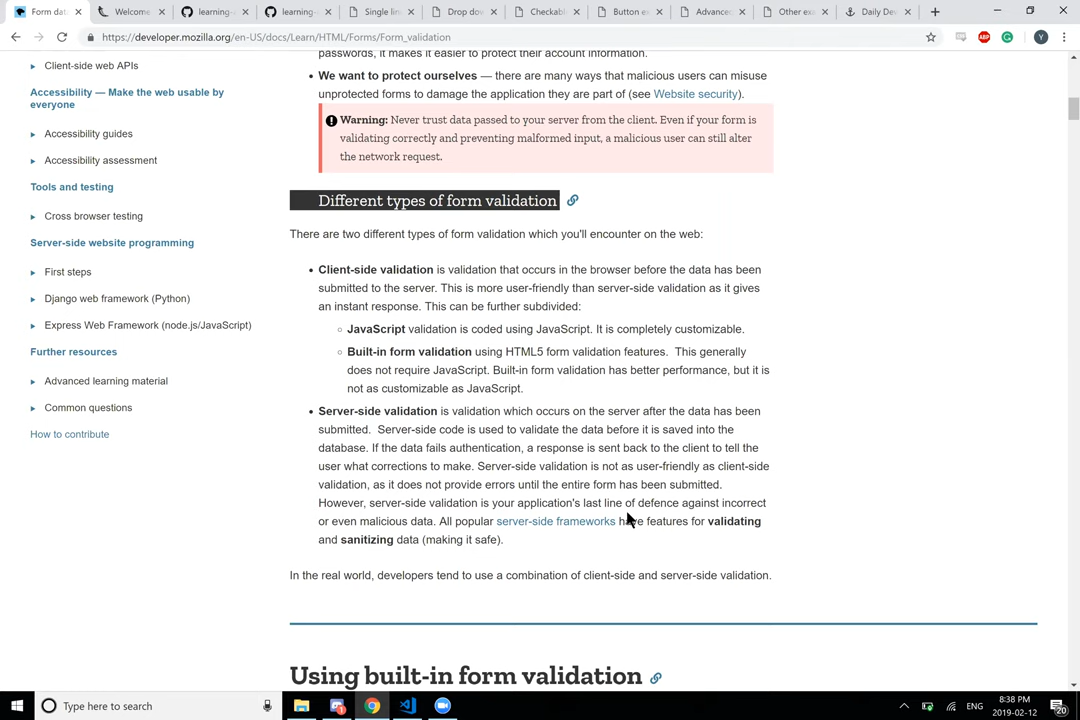 Form dat
Welcome
learning-
learning-
Single lin
Drop dow
Checkabl
Button ex
Advanced
Other exa
Daily Dev
https://developer.mozilla.org/en-US/docs/Learn/HTML/Forms/Form_validation
ABP
Y
Client-side web APIs
Accessibility — Make the web usable by
everyone
Accessibility guides
Accessibility assessment
Tools and testing
Cross browser testing
Server-side website programming
First steps
Django web framework (Python)
Express Web Framework (node.js/JavaScript)
Further resources
Advanced learning material
Common questions
How to contribute
passwords, it makes it easier to protect their account information.
We want to protect ourselves — there are many ways that malicious users can misuse
unprotected forms to damage the application they are part of (see Website security).
Warning: Never trust data passed to your server from the client. Even if your form is
validating correctly and preventing malformed input, a malicious user can still alter
the network request.
Different types of form validation
There are two different types of form validation which you'll encounter on the web:
Client-side validation is validation that occurs in the browser before the data has been
submitted to the server. This is more user-friendly than server-side validation as it gives
an instant response. This can be further subdivided:
JavaScript validation is coded using JavaScript. It is completely customizable.
Built-in form validation using HTML5 form validation features. This generally
does not require JavaScript. Built-in form validation has better performance, but it is
not as customizable as JavaScript.
Server-side validation is validation which occurs on the server after the data has been
submitted. Server-side code is used to validate the data before it is saved into the
database. If the data fails authentication, a response is sent back to the client to tell the
user what corrections to make. Server-side validation is not as user-friendly as client-side
validation, as it does not provide errors until the entire form has been submitted.
However, server-side validation is your application's last line of defence against incorrect
or even malicious data. All popular server-side frameworks have features for validating
and sanitizing data (making it safe).
In the real world, developers tend to use a combination of client-side and server-side validation.
Using built-in form validation
Type here to search
ENG
8:38 PM
2019-02-12
20